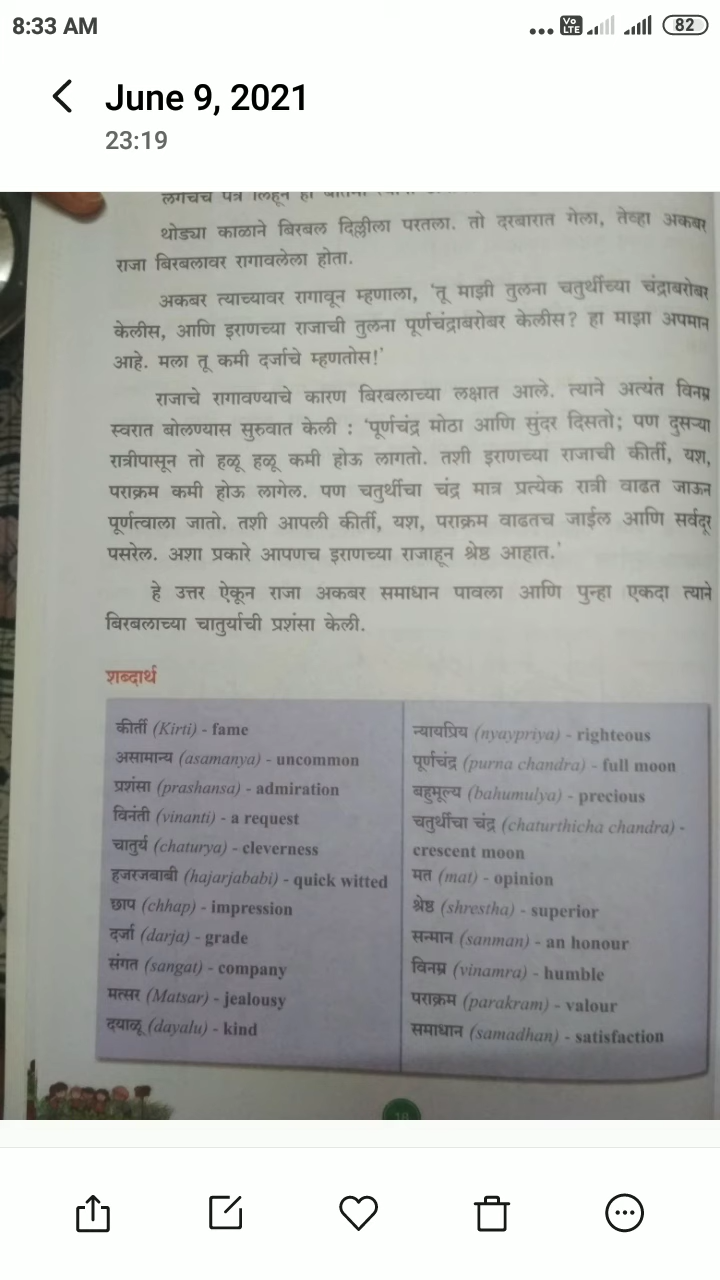 8:33 AM
Vo LTE
82
June 9, 2021
23:19
लगेचच पत्र लिहून ही
थोड्या काळाने बिरबल दिल्लीला परतला. तो दरबारात गेला, तेव्हा अकबर
राजा बिरबलावर रागावलेला होता.
अकबर त्याच्यावर रागावून म्हणाला, 'तू माझी तुलना चतुर्थीच्या चंद्राबरोबर
केलीस, आणि इराणच्या राजाची तुलना पूर्णचंद्राबरोबर केलीस? हा माझा अपमान
आहे. मला तू कमी दर्जाचे म्हणतोस!'
राजाचे रागावण्याचे कारण बिरबलाच्या लक्षात आले. त्याने अत्यंत विनम्र
स्वरात बोलण्यास सुरुवात केली : 'पूर्णचंद्र मोठा आणि सुंदर दिसतो; पण दुसऱ्या
रात्रीपासून तो हळू हळू कमी होऊ लागतो. तशी इराणच्या राजाची कीर्ती, यश,
पराक्रम कमी होऊ लागेल. पण चतुर्थीचा चंद्र मात्र प्रत्येक रात्री वाढत जाऊन
पूर्णत्वाला जातो. तशी आपली कीर्ती, यश, पराक्रम वाढतच जाईल आणि सर्वदूर
पसरेल. अशा प्रकारे आपणच इराणच्या राजाहून श्रेष्ठ आहात.'
हे उत्तर ऐकून राजा अकबर समाधान पावला आणि पुन्हा एकदा त्याने
बिरबलाच्या चातुर्याची प्रशंसा केली.
शब्दार्थ
कीर्ती (Kirti) - fame
असामान्य (asamanya) - uncommon
प्रशंसा (prashansa) - admiration
विनंती (vinanti) - a request
चातुर्य (chaturya) - cleverness
हजरजबाबी (hajarjababi) - quick witted
छाप (chhap) - impression
दर्जा (darja) - grade
संगत (sangat) - company
मत्सर (Matsar) - jealousy
दयाळू (dayalu) - kind
न्यायप्रिय (nyaypriya) - righteous
पूर्णचंद्र (purna chandra) - full moon
बहुमूल्य (bahumulya) - precious
चतुर्थीचा चंद्र (chaturthicha chandra) -
crescent moon
मत (mat) - opinion
श्रेष्ठ (shrestha) - superior
सन्मान (sanman) - an honour
विनम्र (vinamra) - humble
पराक्रम (parakram) - valour
समाधान (samadhan) - satisfaction
18